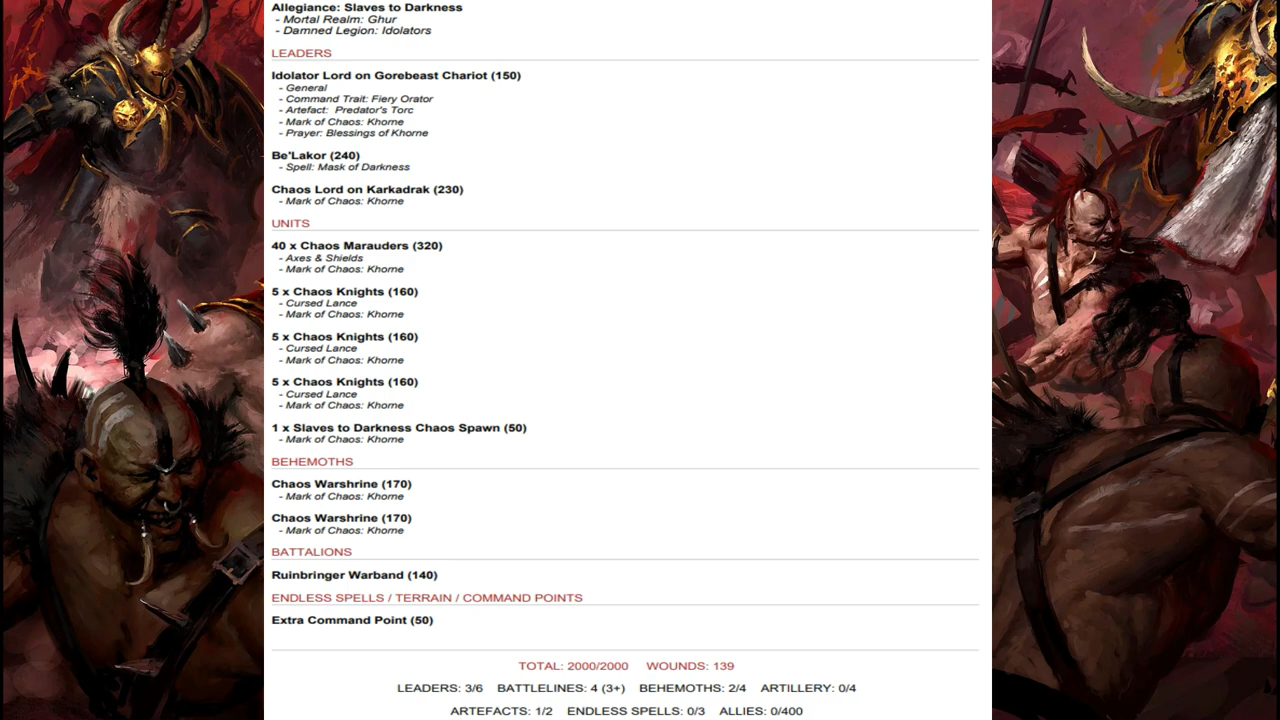 Allegiance: Slaves to Darkness
- Mortal Realm: Ghur
- Damned Legion: Idolators
LEADERS
Idolator Lord on Gorebeast Chariot (150)
- General
- Command Trait: Fiery Orator
- Artefact: Predator's Torc
- Mark of Chaos: Khorne
- Prayer: Blessings of Khorne
Be'Lakor (240)
- Spell: Mask of Darkness
Chaos Lord on Karkadrak (230)
- Mark of Chaos: Khorne
UNITS
40 x Chaos Marauders (320)
- Axes & Shields
- Mark of Chaos: Khorne
5 x Chaos Knights (160)
- Cursed Lance
- Mark of Chaos: Khorne
5 x Chaos Knights (160)
- Cursed Lance
- Mark of Chaos: Khorne
5 x Chaos Knights (160)
- Cursed Lance
- Mark of Chaos: Khorne
1 x Slaves to Darkness Chaos Spawn (50)
- Mark of Chaos: Khorne
BEHEMOTHS
Chaos Warshrine (170)
- Mark of Chaos: Khorne
Chaos Warshrine (170)
- Mark of Chaos: Khorne
BATTALIONS
Ruinbringer Warband (140)
ENDLESS SPELLS / TERRAIN / COMMAND POINTS
Extra Command Point (50)
TOTAL: 2000/2000 WOUNDS: 139
LEADERS: 3/6 BATTLELINES: 4 (3+) BEHEMOTHS: 2/4 ARTILLERY: 0/4
ARTEFACTS: 1/2 ENDLESS SPELLS: 0/3 ALLIES: 0/400